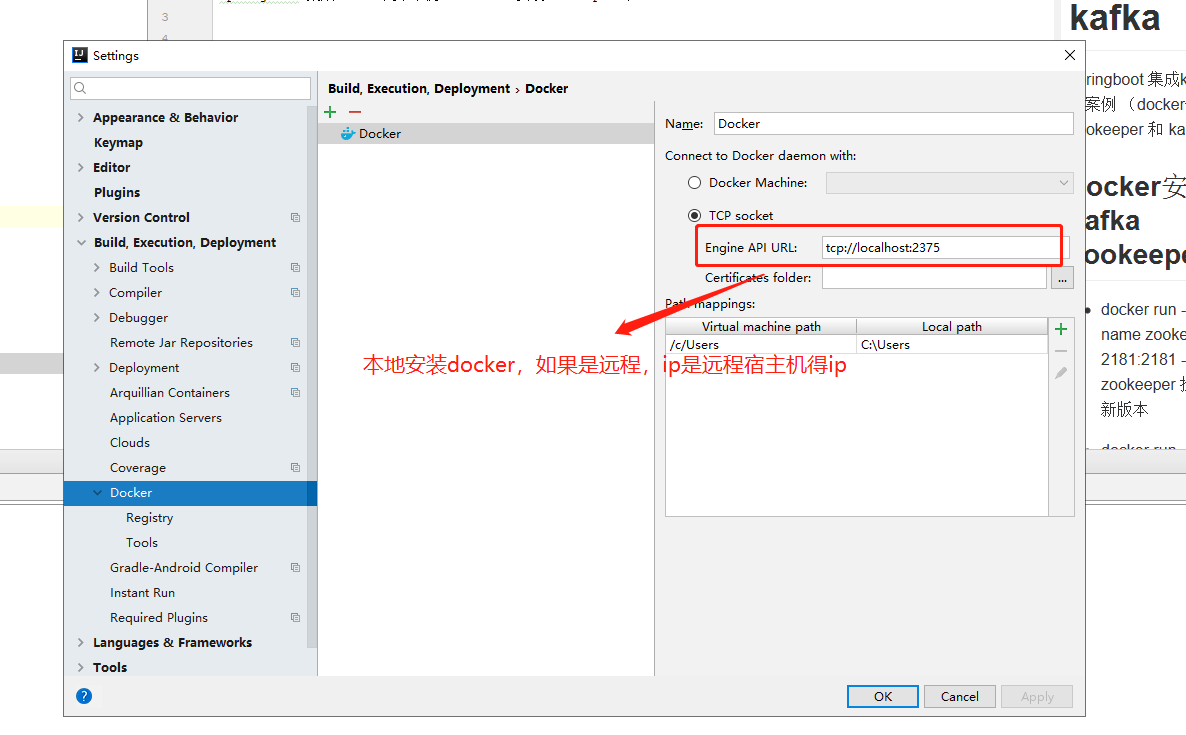 3
4
kafka
Settings
ringboot 集成k
案例 （docker
okeeper 和 ka
ocker安
afka
ookeepe
docker run -
name zooke
2181:2181 -
zookeeper
新版本
docker run
Appearance & Behavior
Keymap
Editor
Plugins
Version Control
Build, Execution, Deployment
Build Tools
Compiler
Debugger
Remote Jar Repositories
Deployment
Arquillian Containers
Application Servers
Clouds
Coverage
Docker
Registry
Tools
Gradle-Android Compiler
Instant Run
Required Plugins
Languages & Frameworks
Tools
?
Build, Execution, Deployment › Docker
Docker
Name: Docker
Connect to Docker daemon with:
Docker Machine:
TCP socket
Engine API URL: tcp://localhost:2375
Certificates folder: ...
Path mappings:
Virtual machine path Local path
/c/Users C:\Users
本地安装docker，如果是远程，ip是远程宿主机得ip
OK Cancel Apply